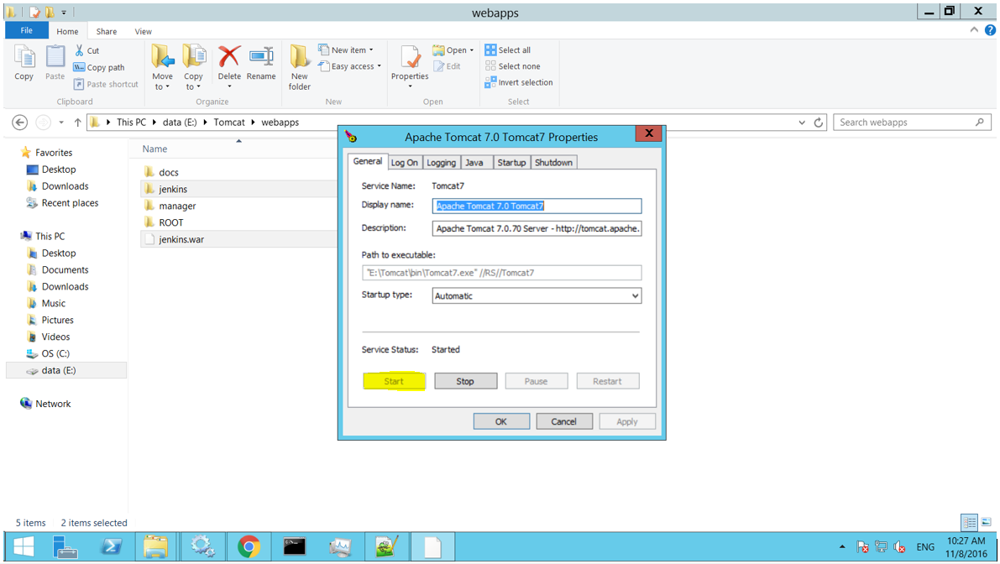 webapps
File Home Share View
Copy
Paste
Cut
Copy path
Paste shortcut
Clipboard
Move to
Copy to
Delete
Rename
Organize
New folder
New item
Easy access
New
Properties
Open
Edit
Open
Select all
Select none
Invert selection
Select
This PC data (E:) Tomcat webapps
Search webapps
Favorites
Desktop
Downloads
Recent places
This PC
Desktop
Documents
Downloads
Music
Pictures
Videos
OS (C:)
data (E:)
Network
Name
docs
jenkins
manager
ROOT
jenkins.war
Apache Tomcat 7.0 Tomcat7 Properties
General Log On Logging Java Startup Shutdown
Service Name: Tomcat7
Display name: Apache Tomcat 7.0 Tomcat7
Description: Apache Tomcat 7.0.70 Server - http://tomcat.apache.
Path to executable:
"E:\Tomcat\bin\Tomcat7.exe" //RS//Tomcat7
Startup type: Automatic
Service Status: Started
Start Stop Pause Restart
OK Cancel Apply
5 items 2 items selected
ENG
10:27 AM
11/8/2016